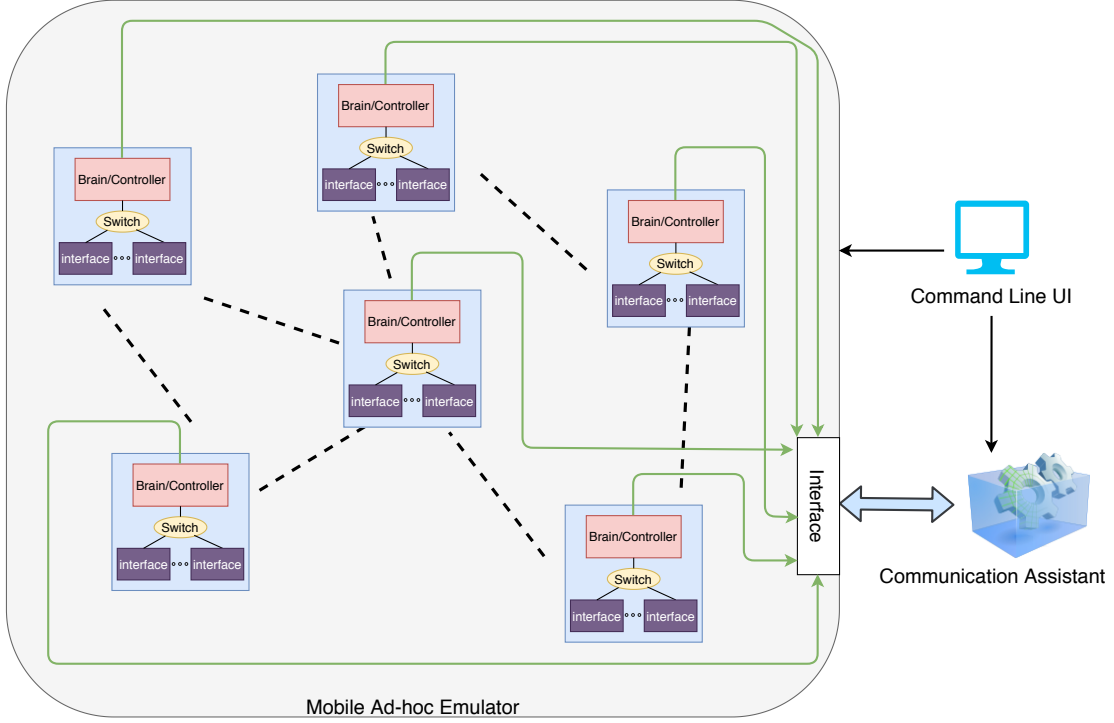 Brain/Controller
Switch
interface
interface
Brain/Controller
Switch
interface
interface
Brain/Controller
Switch
interface
interface
Brain/Controller
Switch
interface
interface
Brain/Controller
Switch
interface
interface
Brain/Controller
Switch
interface
interface
Interface
Command Line UI
Communication Assistant
Mobile Ad-hoc Emulator